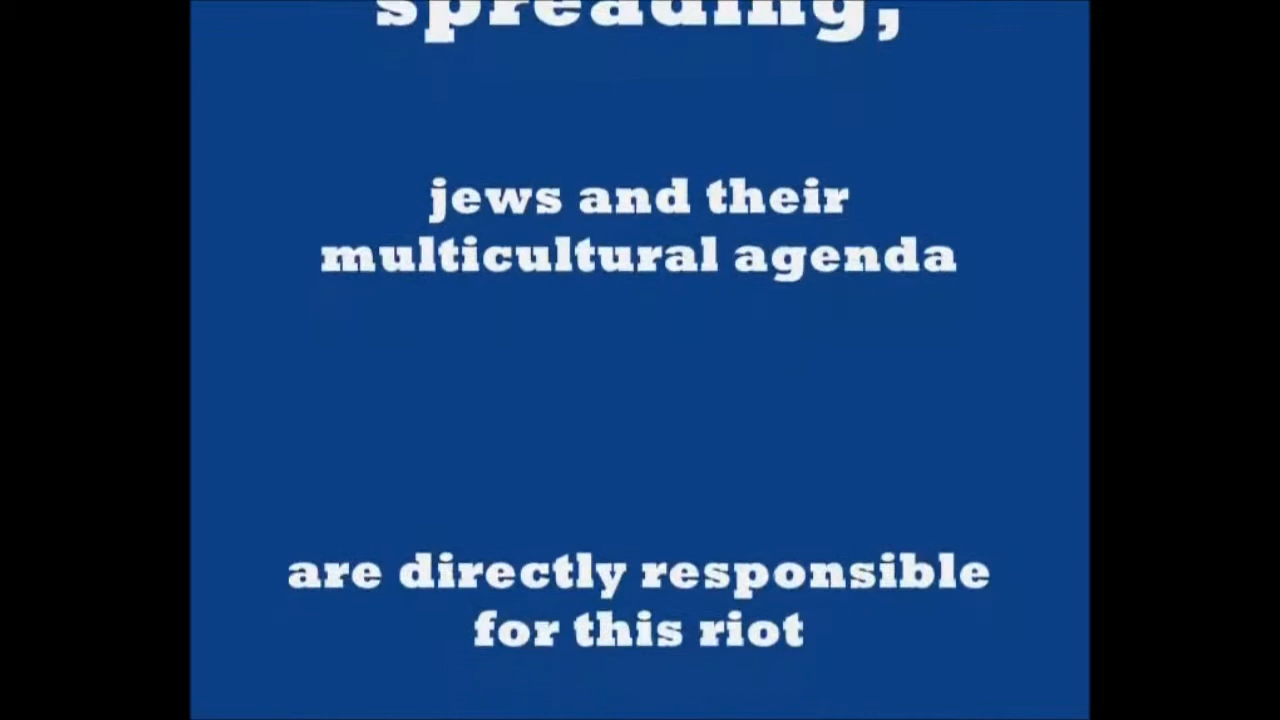 spreading,
jews and their
multicultural agenda
are directly responsible
for this riot